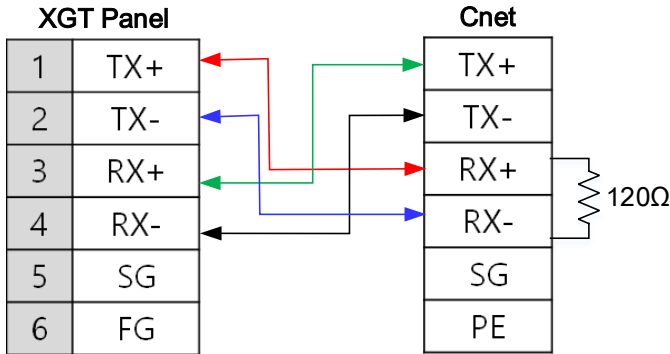 XGT Panel
Cnet
1 TX+
2 TX-
3 RX+
4 RX-
5 SG
6 FG
TX+
TX-
RX+
RX-
SG
PE
120Ω